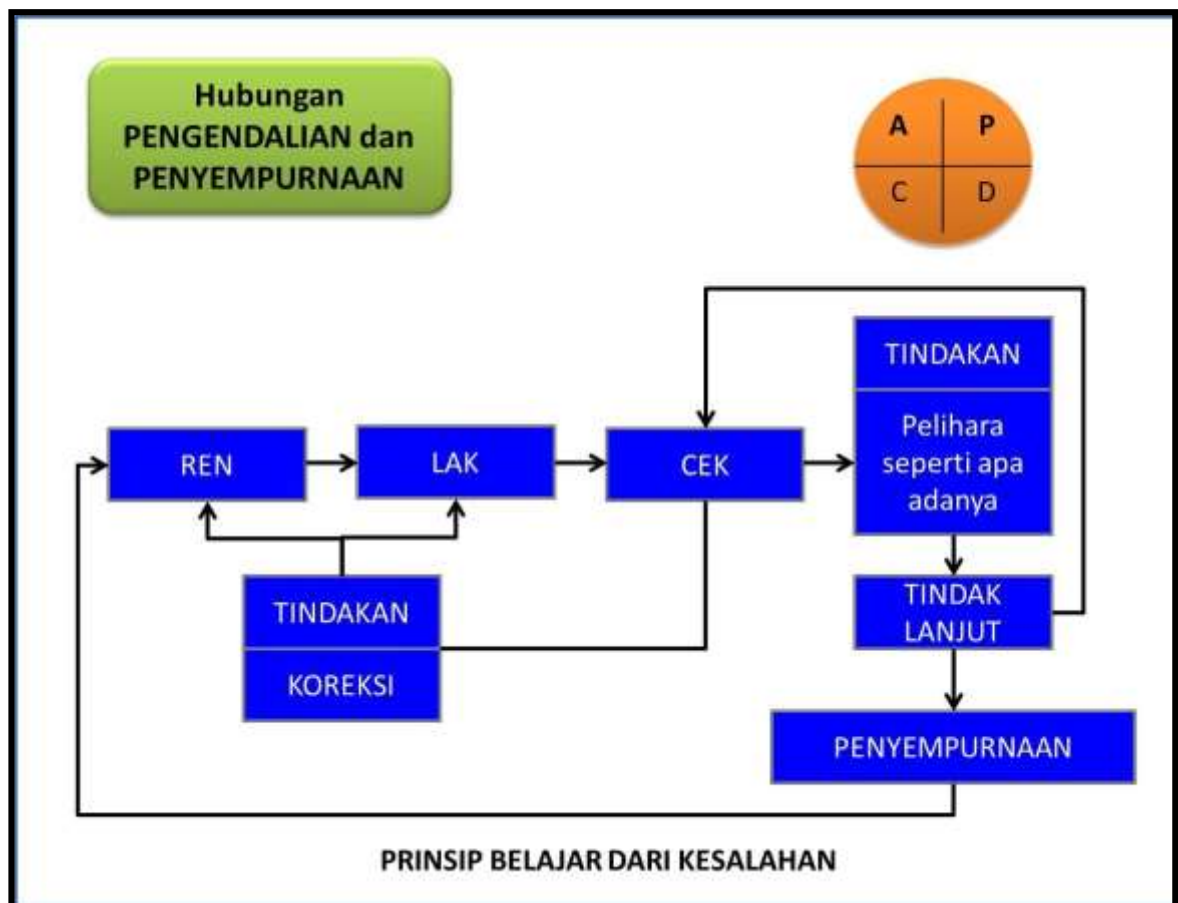 Hubungan
PENGENDALIAN dan
PENYEMPURNAAN
A P
C D
TINDAKAN
Pelihara
seperti apa
adanya
REN
LAK
CEK
TINDAKAN
KOREKSI
TINDAK
LANJUT
PENYEMPURNAAN
PRINSIP BELAJAR DARI KESALAHAN